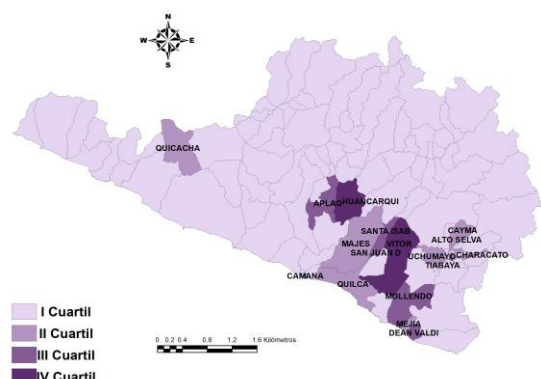 N
W E
S
QUICACHA
APLAO HUANCARQUI
SANTA ISAB
CAYMA
MAJES VITOR ALTO SELVA
SAN JUAN D UCHUMAYO CHARACATO
TIABAYA
CAMANA
QUILCA
MOLLENDO
MEJIA
DEAN VALDI
I Cuartil
II Cuartil
III Cuartil
IV Cuartil
0 0.2 0.4 0.8 1.2 1.6 Kilómetros